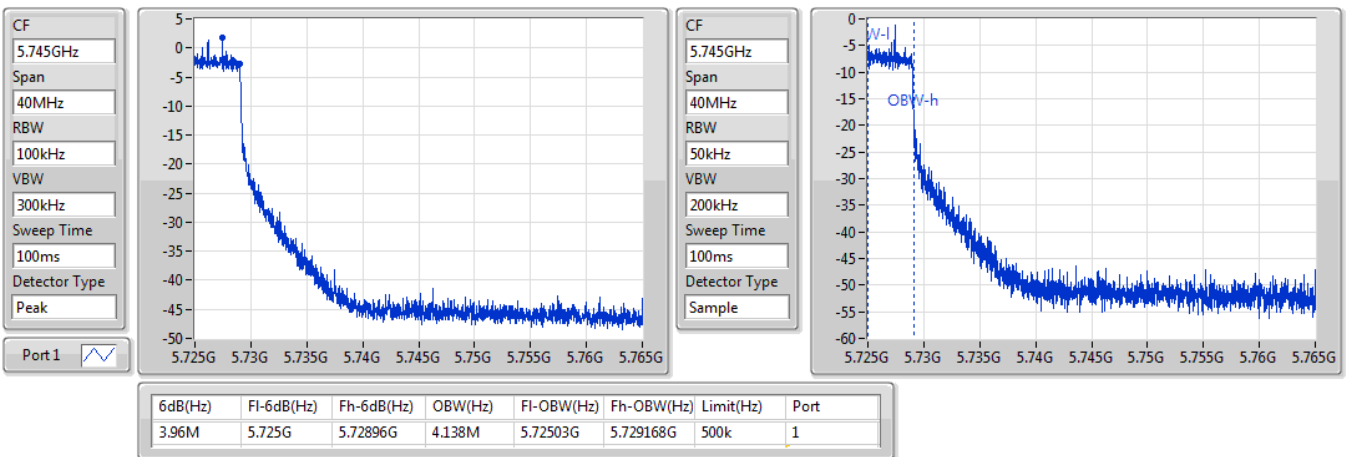 CF
5.745GHz
Span
40MHz
RBW
100kHz
VBW
300kHz
Sweep Time
100ms
Detector Type
Peak
Port 1
5
0
-5
-10
-15
-20
-25
-30
-35
-40
-45
-50
5.725G 5.73G 5.735G 5.74G 5.745G 5.75G 5.755G 5.76G 5.765G
CF
5.745GHz
Span
40MHz
RBW
50kHz
VBW
200kHz
Sweep Time
100ms
Detector Type
Sample
0
-5
-10
-15
-20
-25
-30
-35
-40
-45
-50
-55
-60
W-l
OBW-h
5.725G 5.73G 5.735G 5.74G 5.745G 5.75G 5.755G 5.76G 5.765G
6dB(Hz) Fl-6dB(Hz) Fh-6dB(Hz) OBW(Hz) Fl-OBW(Hz) Fh-OBW(Hz) Limit(Hz) Port
3.96M 5.725G 5.72896G 4.138M 5.72503G 5.729168G 500k 1